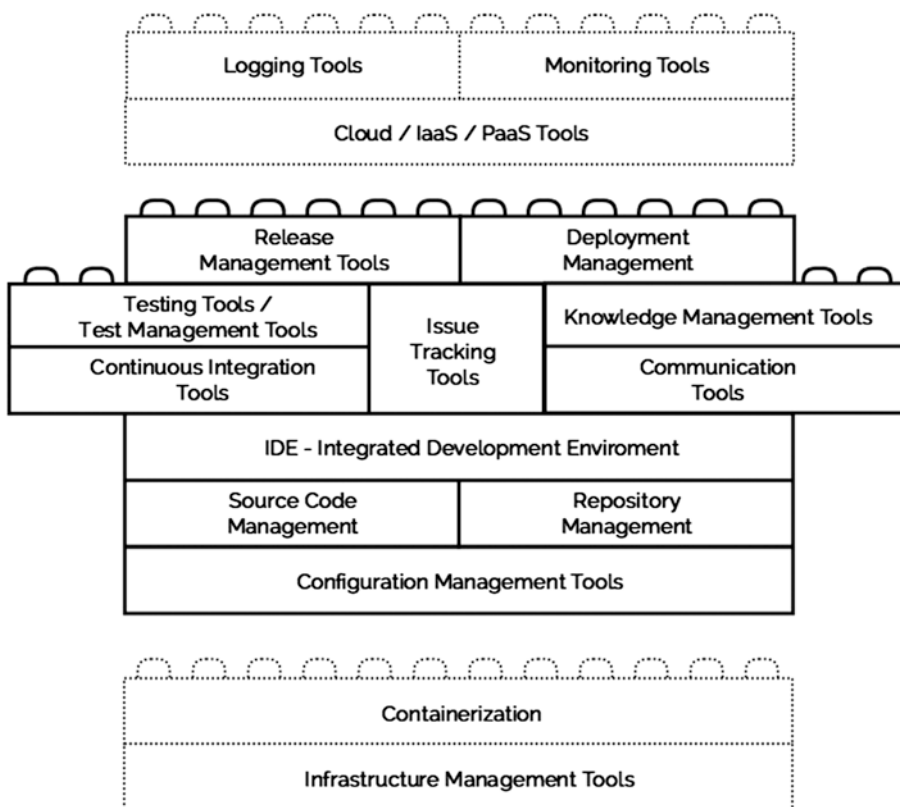 Logging Tools
Monitoring Tools
Cloud / IaaS / PaaS Tools
Release
Management Tools
Deployment
Management
Testing Tools /
Test Management Tools
Issue
Tracking
Tools
Knowledge Management Tools
Continuous Integration
Tools
Communication
Tools
IDE - Integrated Development Enviroment
Source Code
Management
Repository
Management
Configuration Management Tools
Containerization
Infrastructure Management Tools